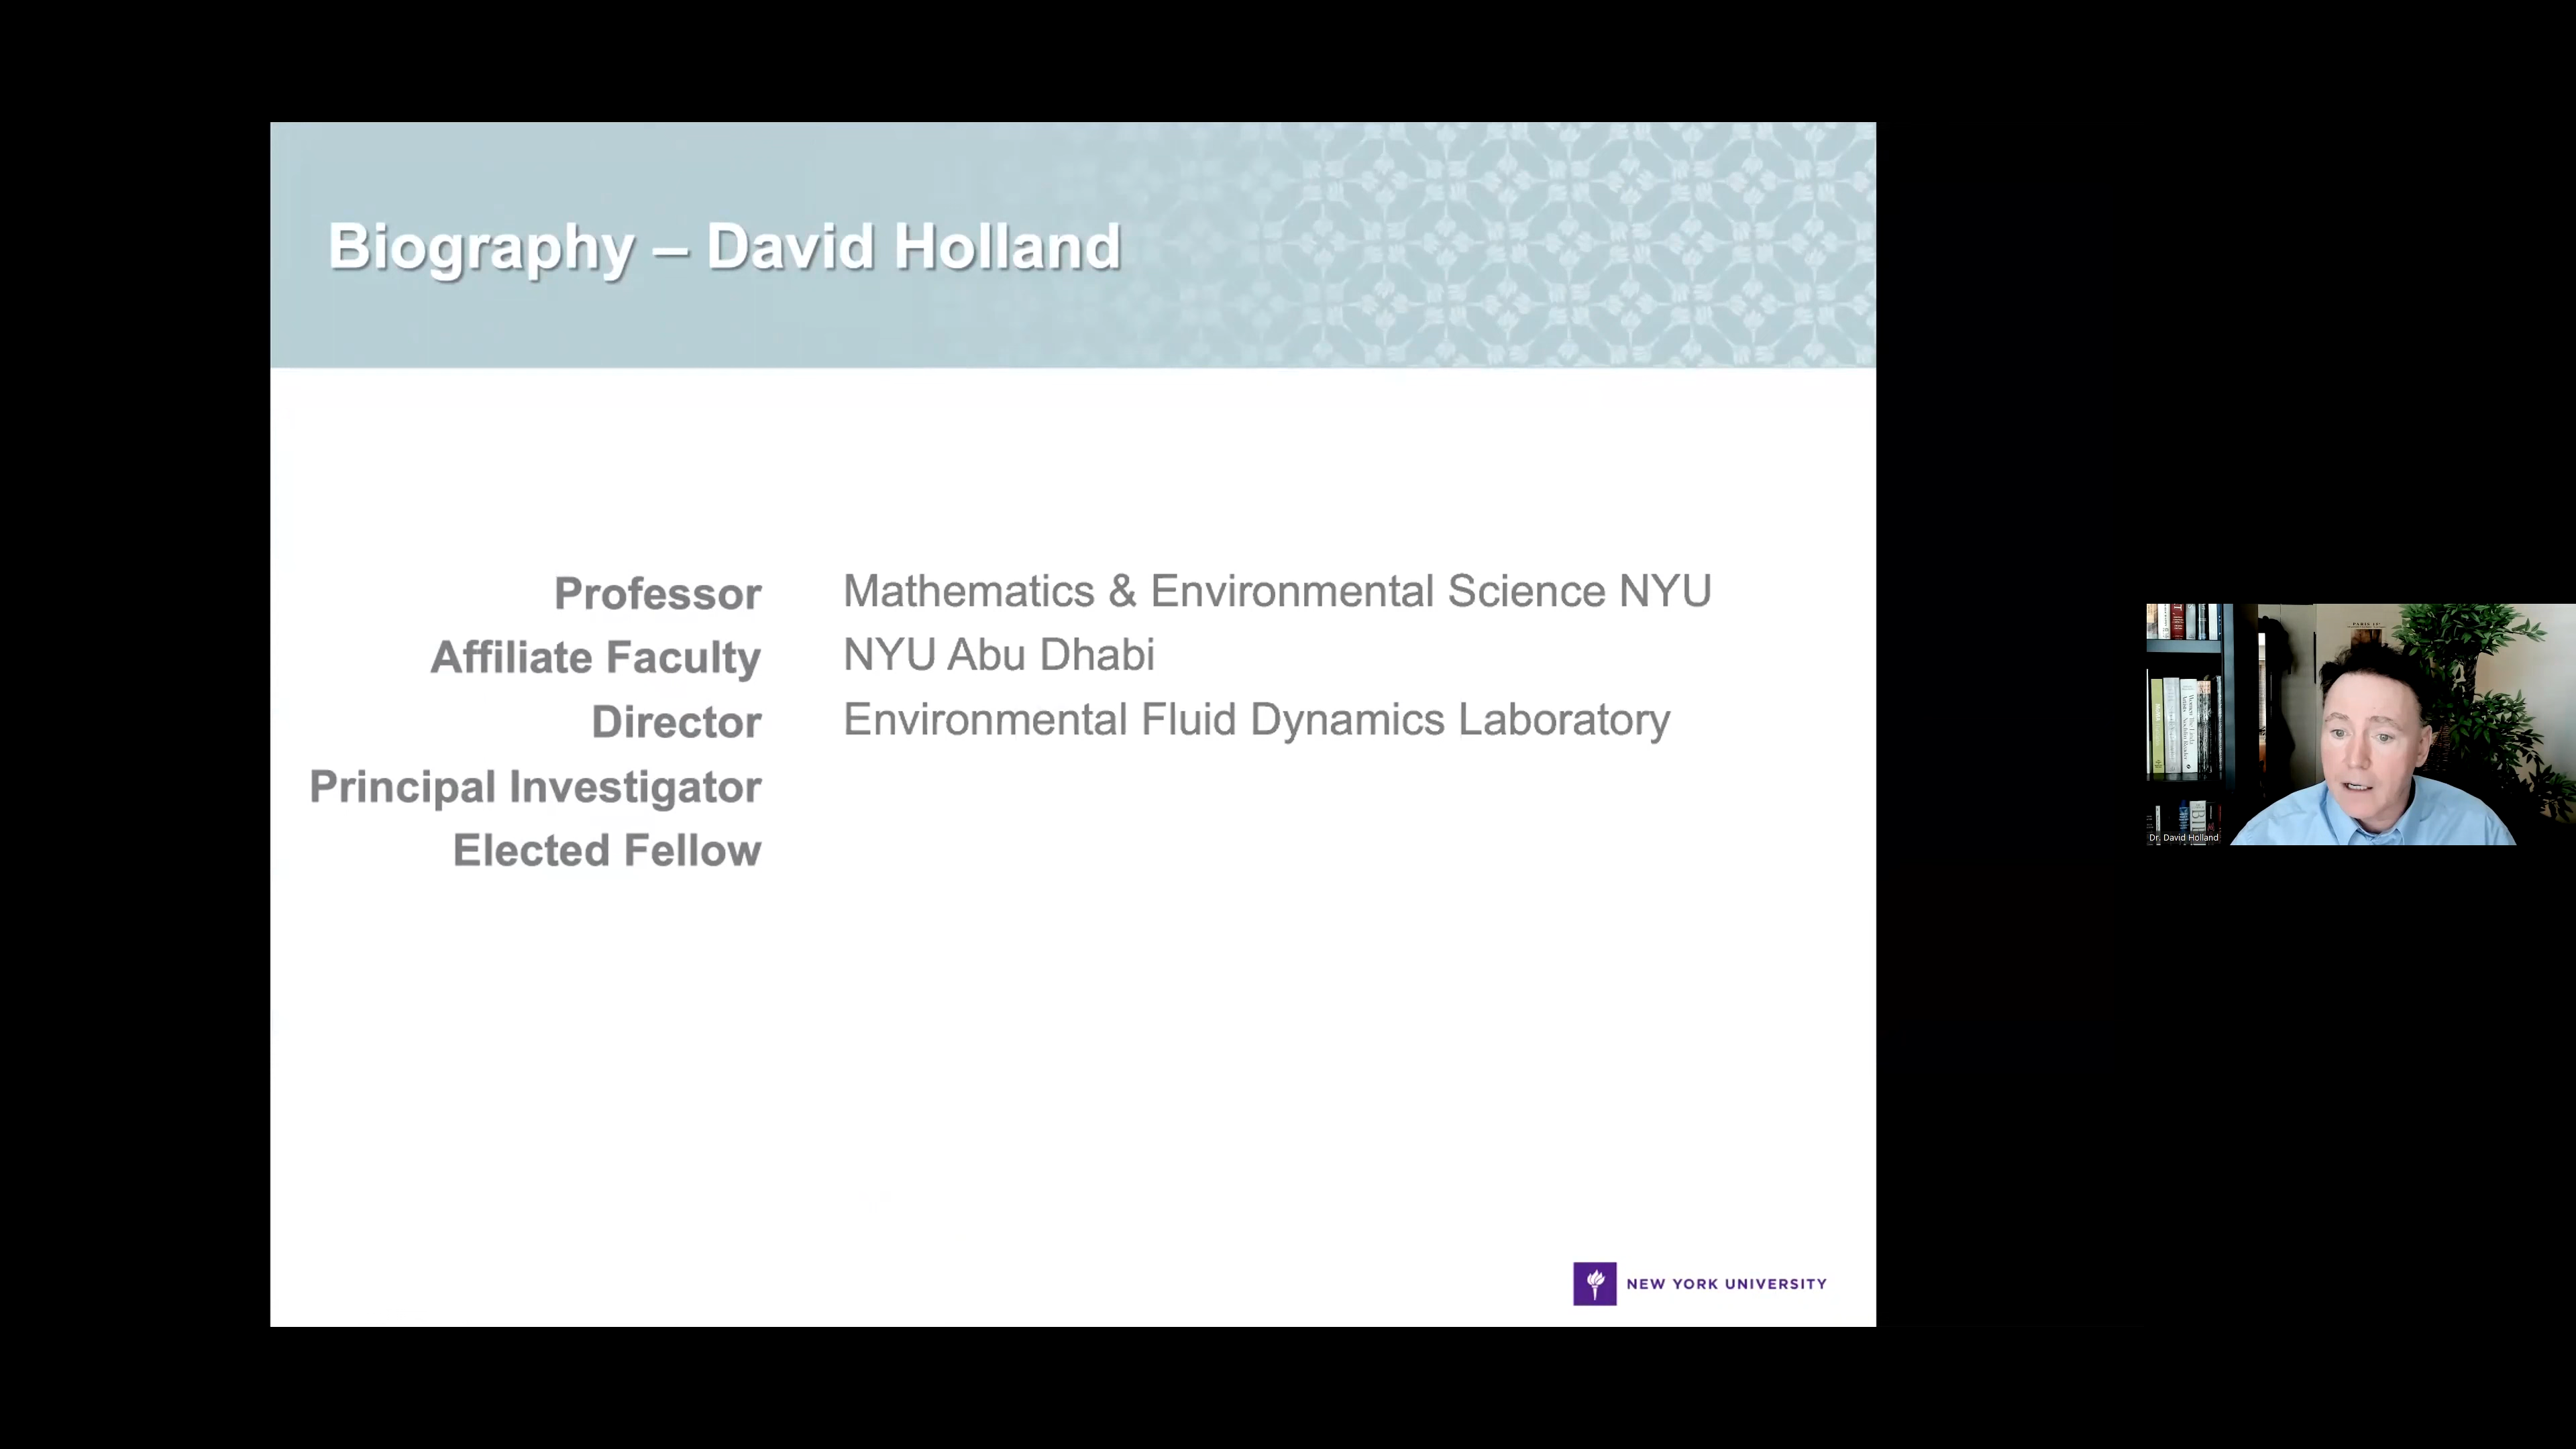 Biography – David Holland
Professor Mathematics & Environmental Science NYU
Affiliate Faculty NYU Abu Dhabi
Director Environmental Fluid Dynamics Laboratory
Principal Investigator
Elected Fellow
NEW YORK UNIVERSITY
Dr. David Holland